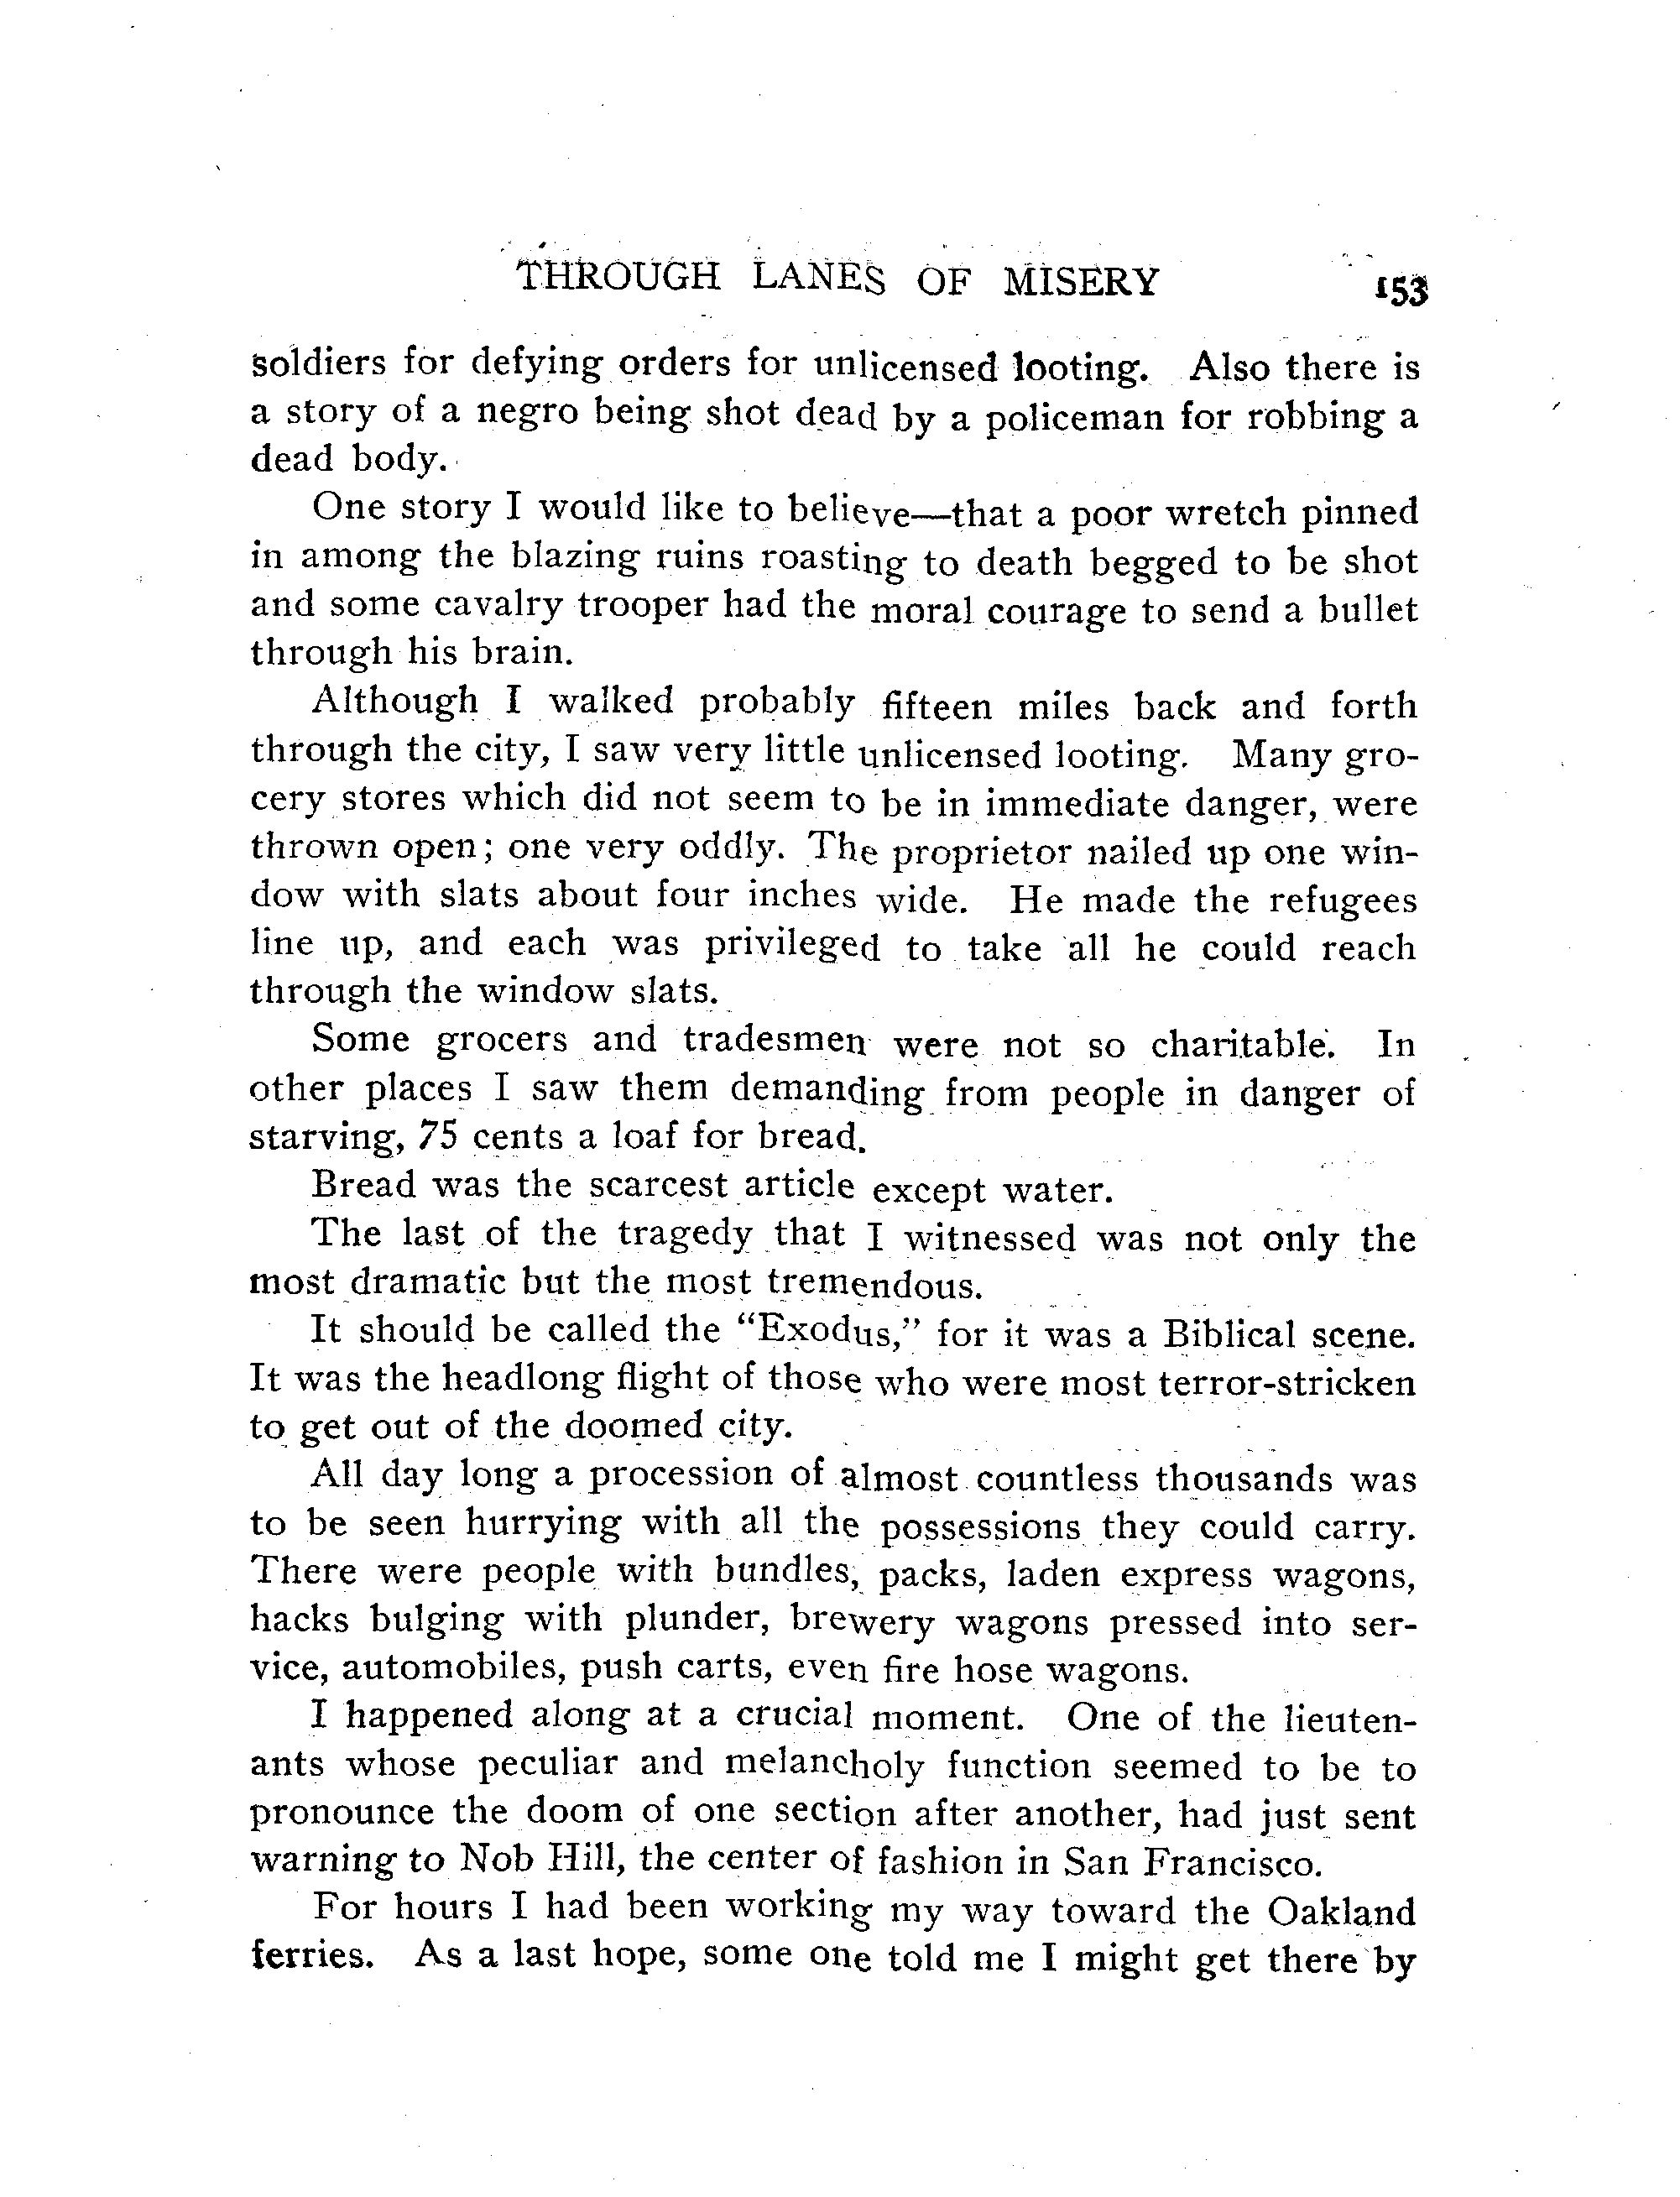 THROUGH LANES OF MISERY 153
soldiers for defying orders for unlicensed looting. Also there is
a story of a negro being shot dead by a policeman for robbing a
dead body.
One story I would like to believe—that a poor wretch pinned
in among the blazing ruins roasting to death begged to be shot
and some cavalry trooper had the moral courage to send a bullet
through his brain.
Although I walked probably fifteen miles back and forth
through the city, I saw very little unlicensed looting. Many gro-
cery stores which did not seem to be in immediate danger, were
thrown open; one very oddly. The proprietor nailed up one win-
dow with slats about four inches wide. He made the refugees
line up, and each was privileged to take all he could reach
through the window slats.
Some grocers and tradesmen were not so charitable. In
other places I saw them demanding from people in danger of
starving, 75 cents a loaf for bread.
Bread was the scarcest article except water.
The last of the tragedy that I witnessed was not only the
most dramatic but the most tremendous.
It should be called the “Exodus,” for it was a Biblical scene.
It was the headlong flight of those who were most terror-stricken
to get out of the doomed city.
All day long a procession of almost countless thousands was
to be seen hurrying with all the possessions they could carry.
There were people with bundles, packs, laden express wagons,
hacks bulging with plunder, brewery wagons pressed into ser-
vice, automobiles, push carts, even fire hose wagons.
I happened along at a crucial moment. One of the lieuten-
ants whose peculiar and melancholy function seemed to be to
pronounce the doom of one section after another, had just sent
warning to Nob Hill, the center of fashion in San Francisco.
For hours I had been working my way toward the Oakland
ferries. As a last hope, some one told me I might get there by